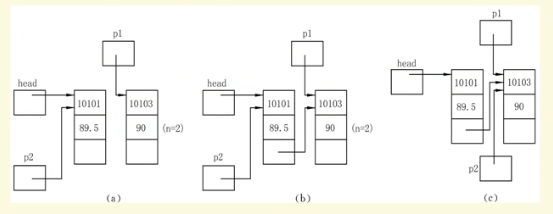 p1
head
10101
10103
89.5
90
(n=2)
p2
(a)
p1
head
10101
10103
89.5
90
(n=2)
p2
(b)
p1
head
10101
10103
89.5
90
p2
(c)